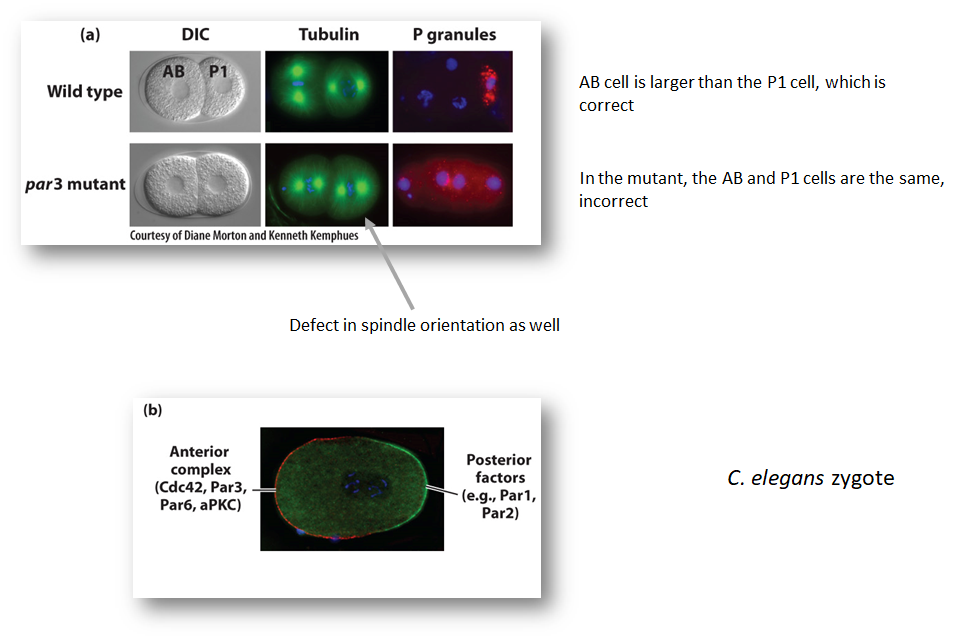 (a)
DIC
Tubulin
P granules
Wild type
AB
P1
AB cell is larger than the P1 cell, which is
correct
par3 mutant
In the mutant, the AB and P1 cells are the same,
incorrect
Courtesy of Diane Morton and Kenneth Kemphues
Defect in spindle orientation as well
(b)
Anterior
complex
(Cdc42, Par3,
Par6, aPKC)
Posterior
factors
(e.g., Par1,
Par2)
C. elegans zygote